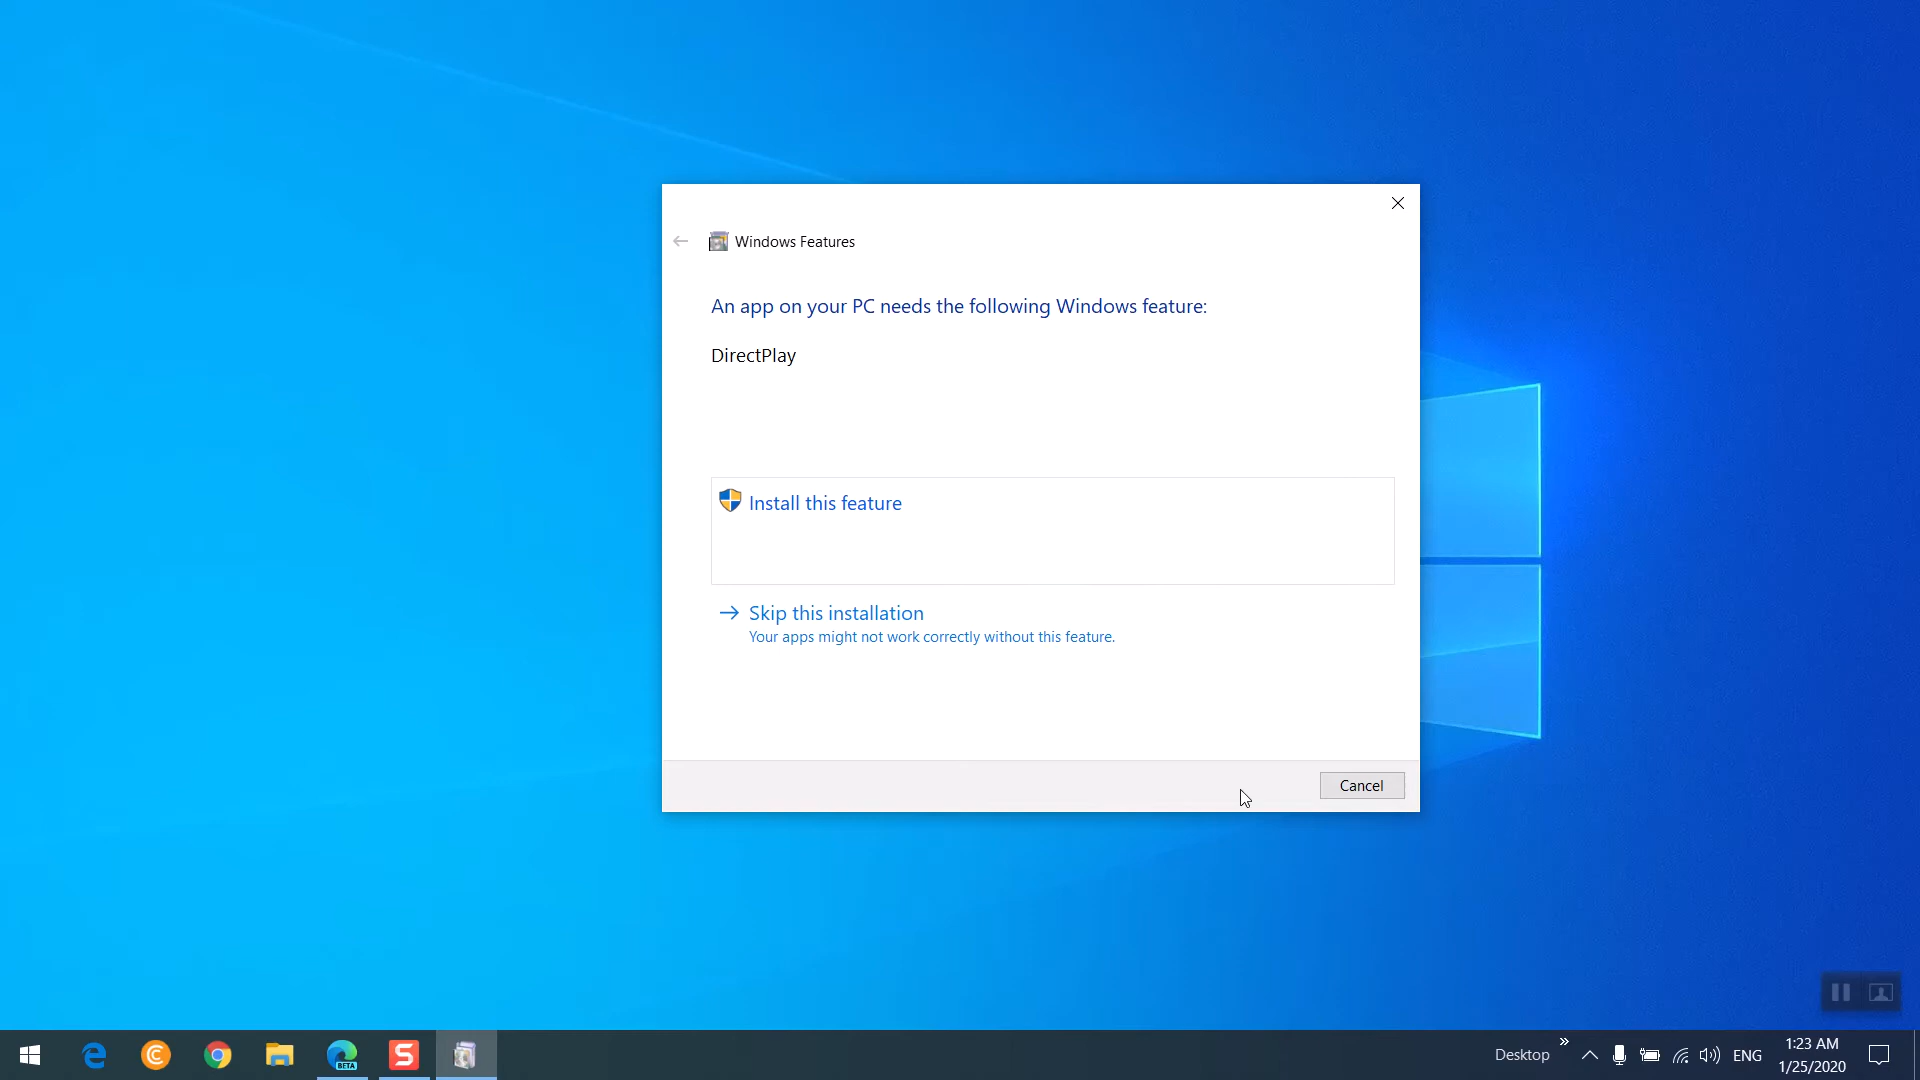 Windows Features
An app on your PC needs the following Windows feature:
DirectPlay
Install this feature
Skip this installation
Your apps might not work correctly without this feature.
Cancel
BETA
Desktop
ENG
1:23 AM
1/25/2020